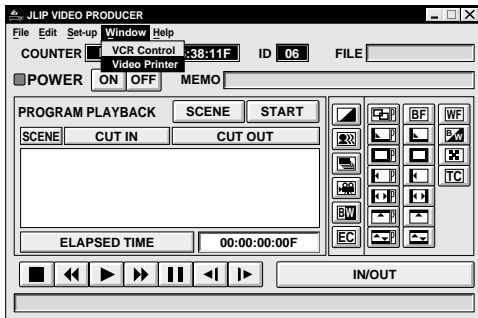 JLIP VIDEO PRODUCER
File Edit Set-up Window Help
VCR Control
Video Printer
COUNTER :38:11F ID 06 FILE
POWER ON OFF MEMO
PROGRAM PLAYBACK SCENE START
SCENE CUT IN CUT OUT
ELAPSED TIME 00:00:00:00F
P BF WF
P B/W
P
P TC
P
BW P
EC P
IN/OUT